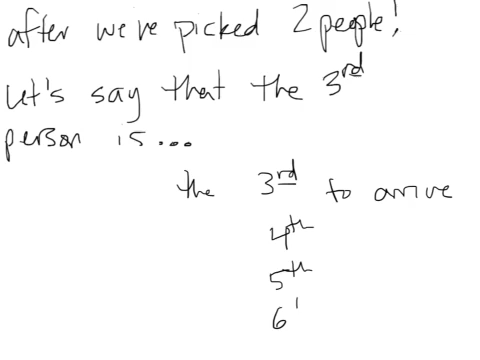 after we've picked 2 people!
Let's say that the 3rd
person is...
the 3rd to arrive
4th
5th
6'